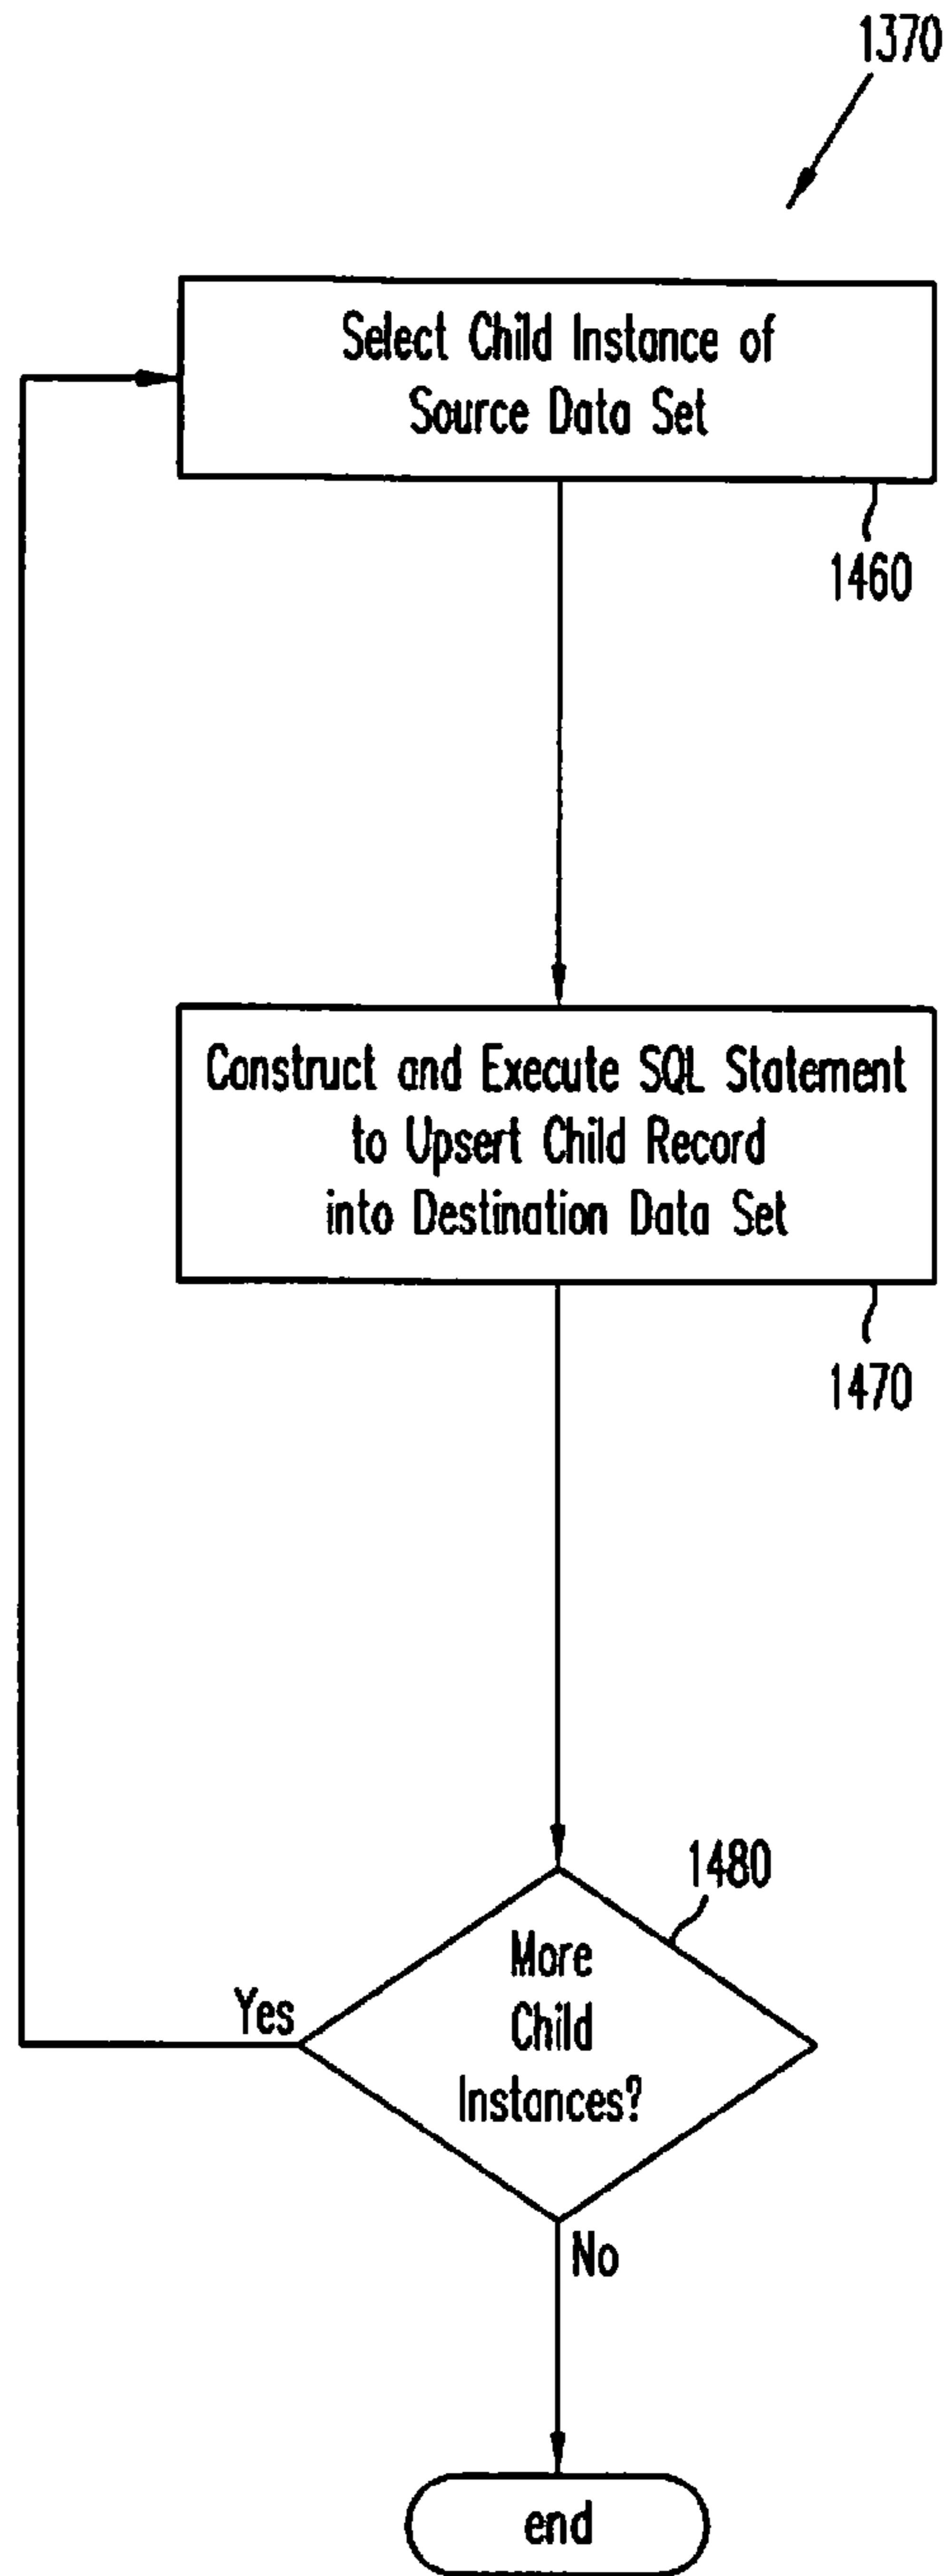 1370
Select Child Instance of
Source Data Set
1460
Construct and Execute SQL Statement
to Upsert Child Record
into Destination Data Set
1470
1480
More
Child
Instances?
Yes
No
end